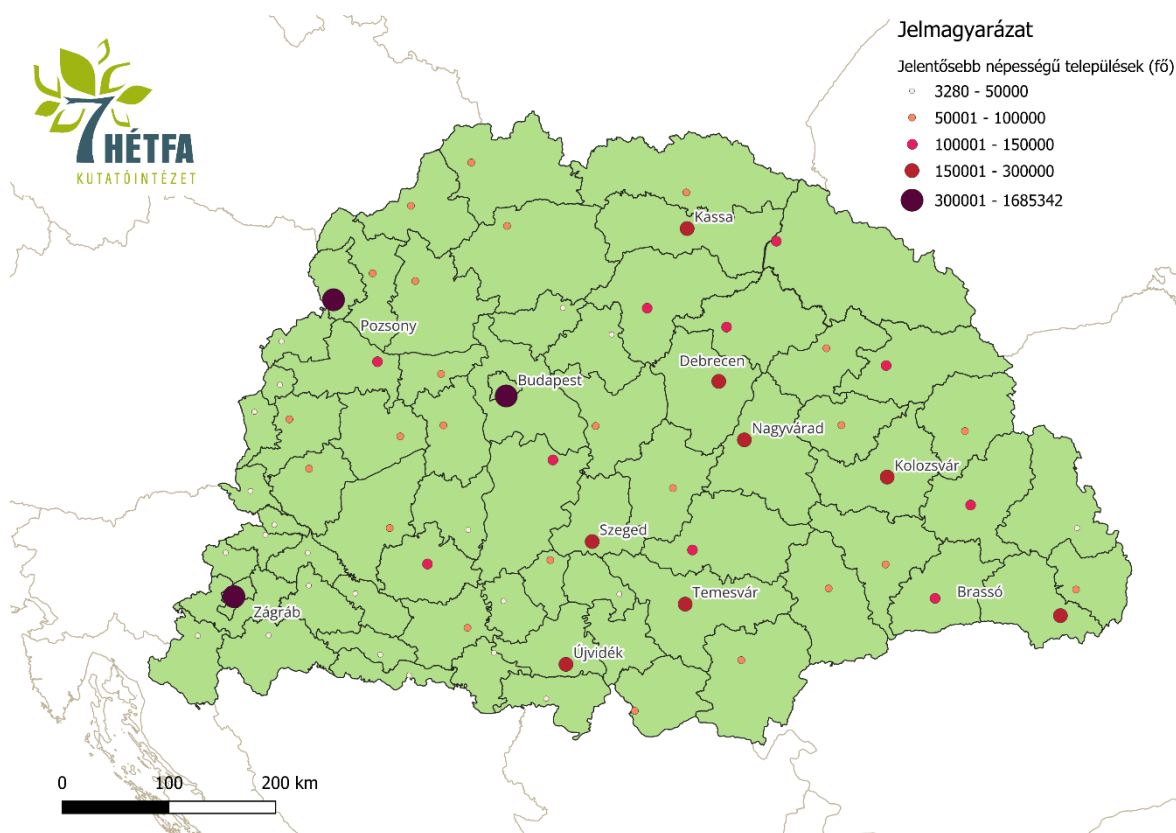 7 HÉTFA
KUTATÓINTÉZET
Jelmagyarázat
Jelentősebb népességű települések (fő)
3280 - 50000
50001 - 100000
100001 - 150000
150001 - 300000
300001 - 1685342
Kassa
Pozsony
Debrecen
Budapest
Nagyvárad
Kolozsvár
Szeged
Temesvár
Brassó
Zágráb
Újvidék
0 100 200 km